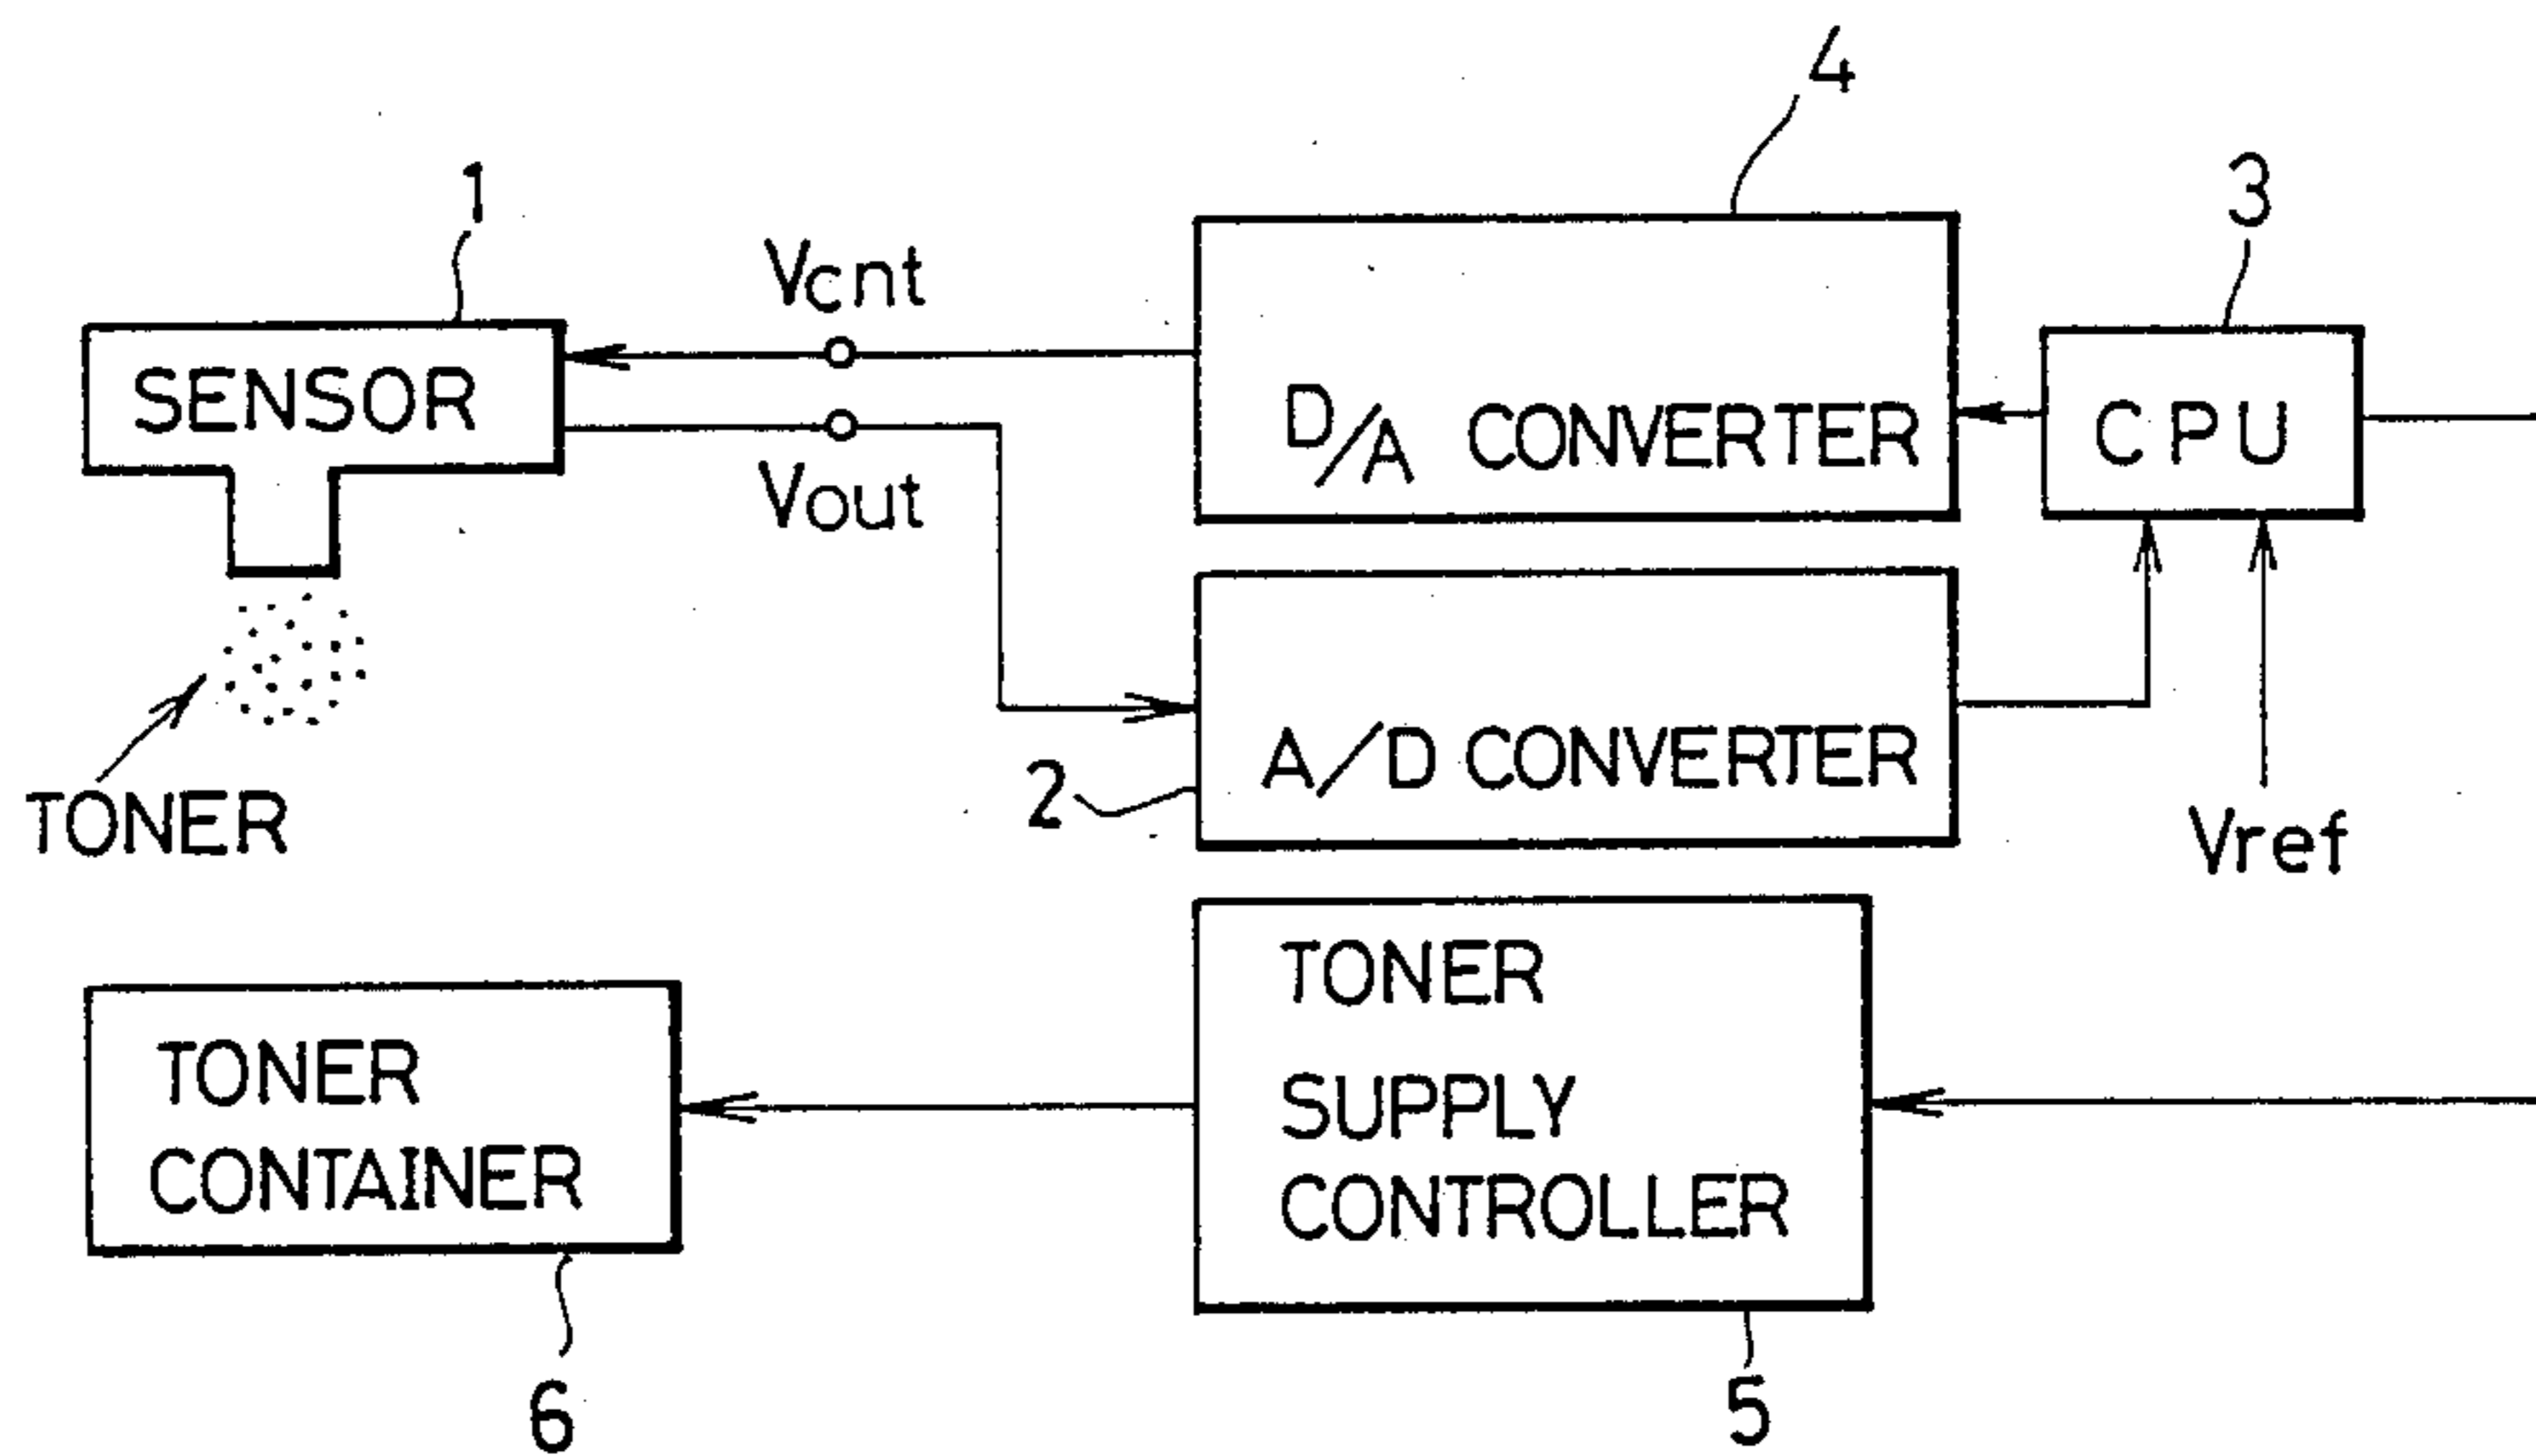 4
1
3
Vcnt
SENSOR
D/A CONVERTER
CPU
Vout
A/D CONVERTER
2
TONER
Vref
TONER
SUPPLY
CONTROLLER
TONER
CONTAINER
6
5